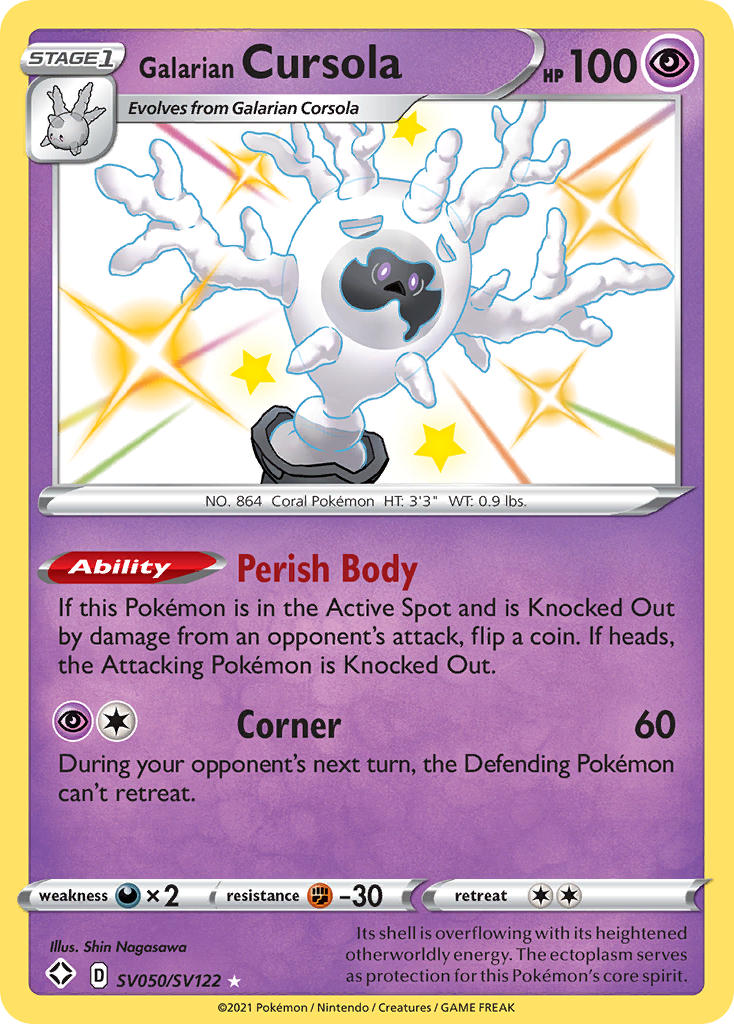 STAGE1
Galarian Cursola
HP 100
Evolves from Galarian Corsola
NO. 864 Coral Pokémon HT: 3'3" WT: 0.9 lbs.
Ability Perish Body
If this Pokémon is in the Active Spot and is Knocked Out
by damage from an opponent's attack, flip a coin. If heads,
the Attacking Pokémon is Knocked Out.
Corner 60
During your opponent's next turn, the Defending Pokémon
can't retreat.
weakness ×2 resistance -30 retreat
Illus. Shin Nagasawa
Its shell is overflowing with its heightened
otherworldly energy. The ectoplasm serves
as protection for this Pokémon's core spirit.
D SV050/SV122
©2021 Pokémon / Nintendo / Creatures / GAME FREAK